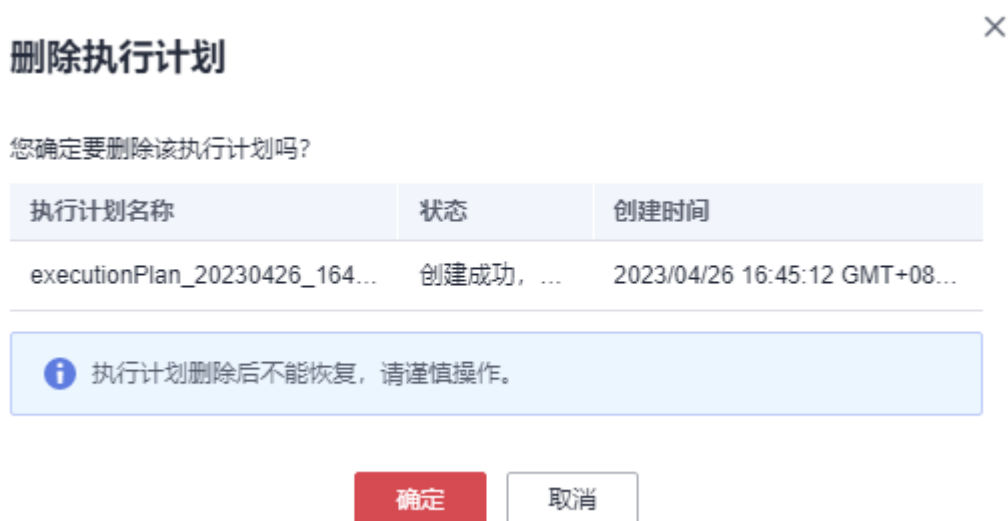 删除执行计划
您确定要删除该执行计划吗?
执行计划名称 状态 创建时间
executionPlan_20230426_164... 创建成功，... 2023/04/26 16:45:12 GMT+08...
执行计划删除后不能恢复，请谨慎操作。
确定 取消